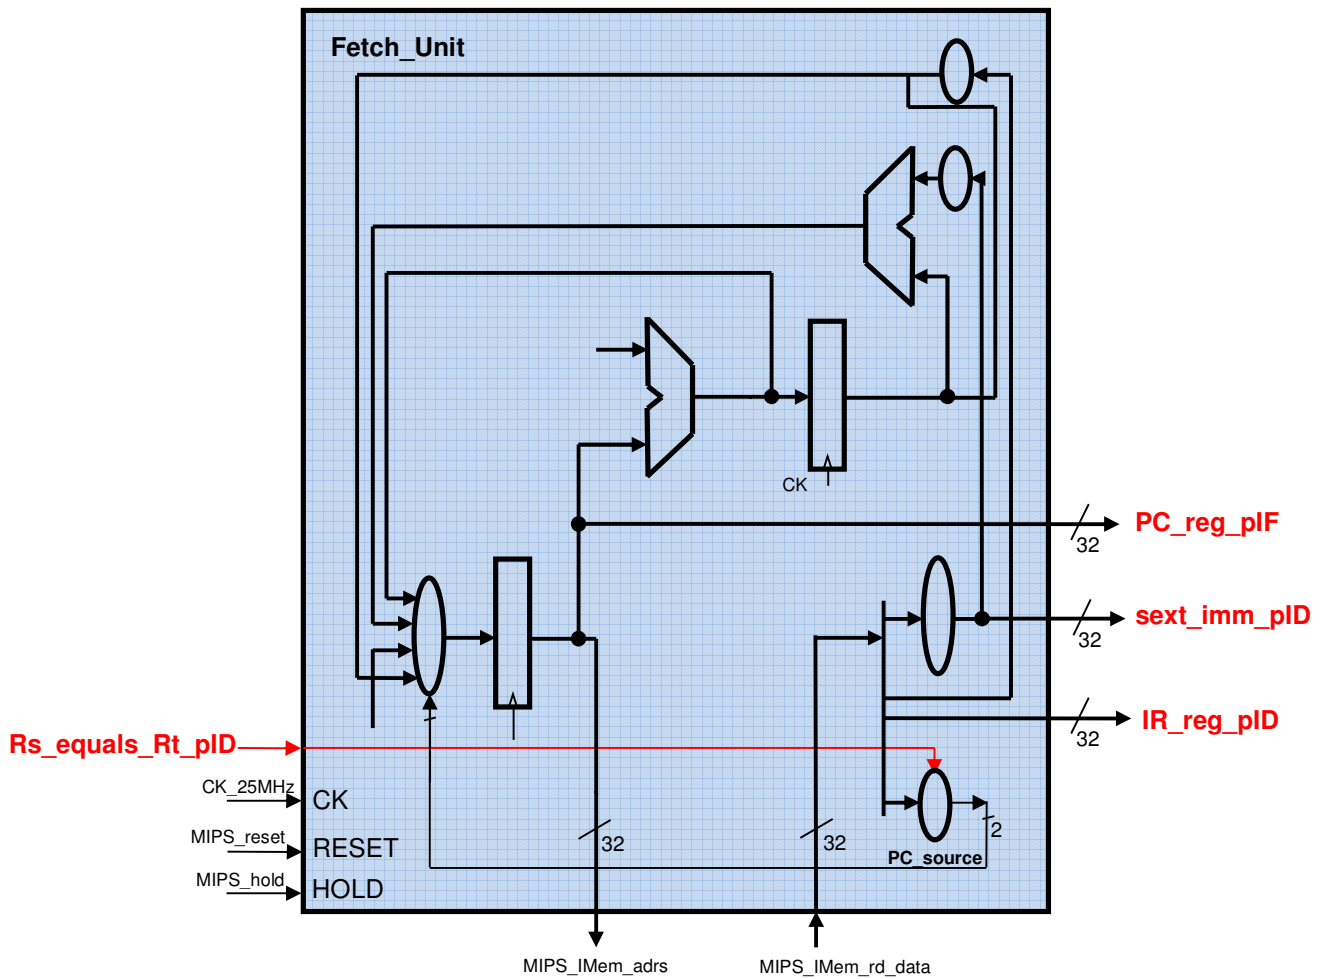 Fetch_Unit
CK
PC_reg_pIF
32
sext_imm_pID
32
IR_reg_pID
32
Rs_equals_Rt_pID
CK_25MHz
CK
MIPS_reset
RESET
MIPS_hold
HOLD
32
32
2
PC_source
MIPS_IMem_adrs
MIPS_IMem_rd_data